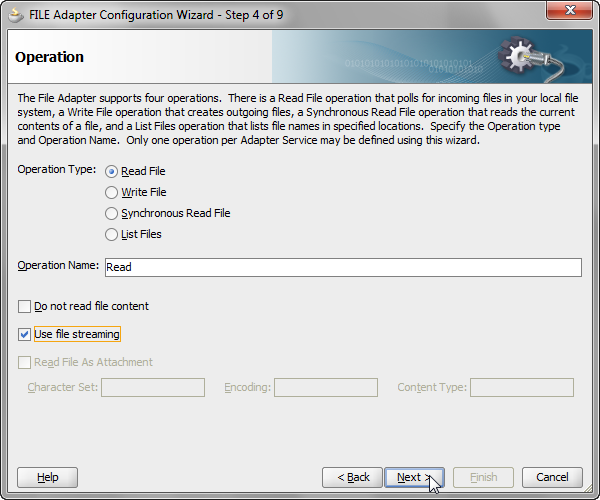 FILE Adapter Configuration Wizard - Step 4 of 9
Operation
The File Adapter supports four operations.  There is a Read File operation that polls for incoming files in your local file
system, a Write File operation that creates outgoing files, a Synchronous Read File operation that reads the current
contents of a file, and a List Files operation that lists file names in specified locations.  Specify the Operation type
and Operation Name.  Only one operation per Adapter Service may be defined using this wizard.
Operation Type: Read File
Write File
Synchronous Read File
List Files
Operation Name: Read
Do not read file content
Use file streaming
Read File As Attachment
Character Set: Encoding: Content Type:
Help < Back Next > Finish Cancel